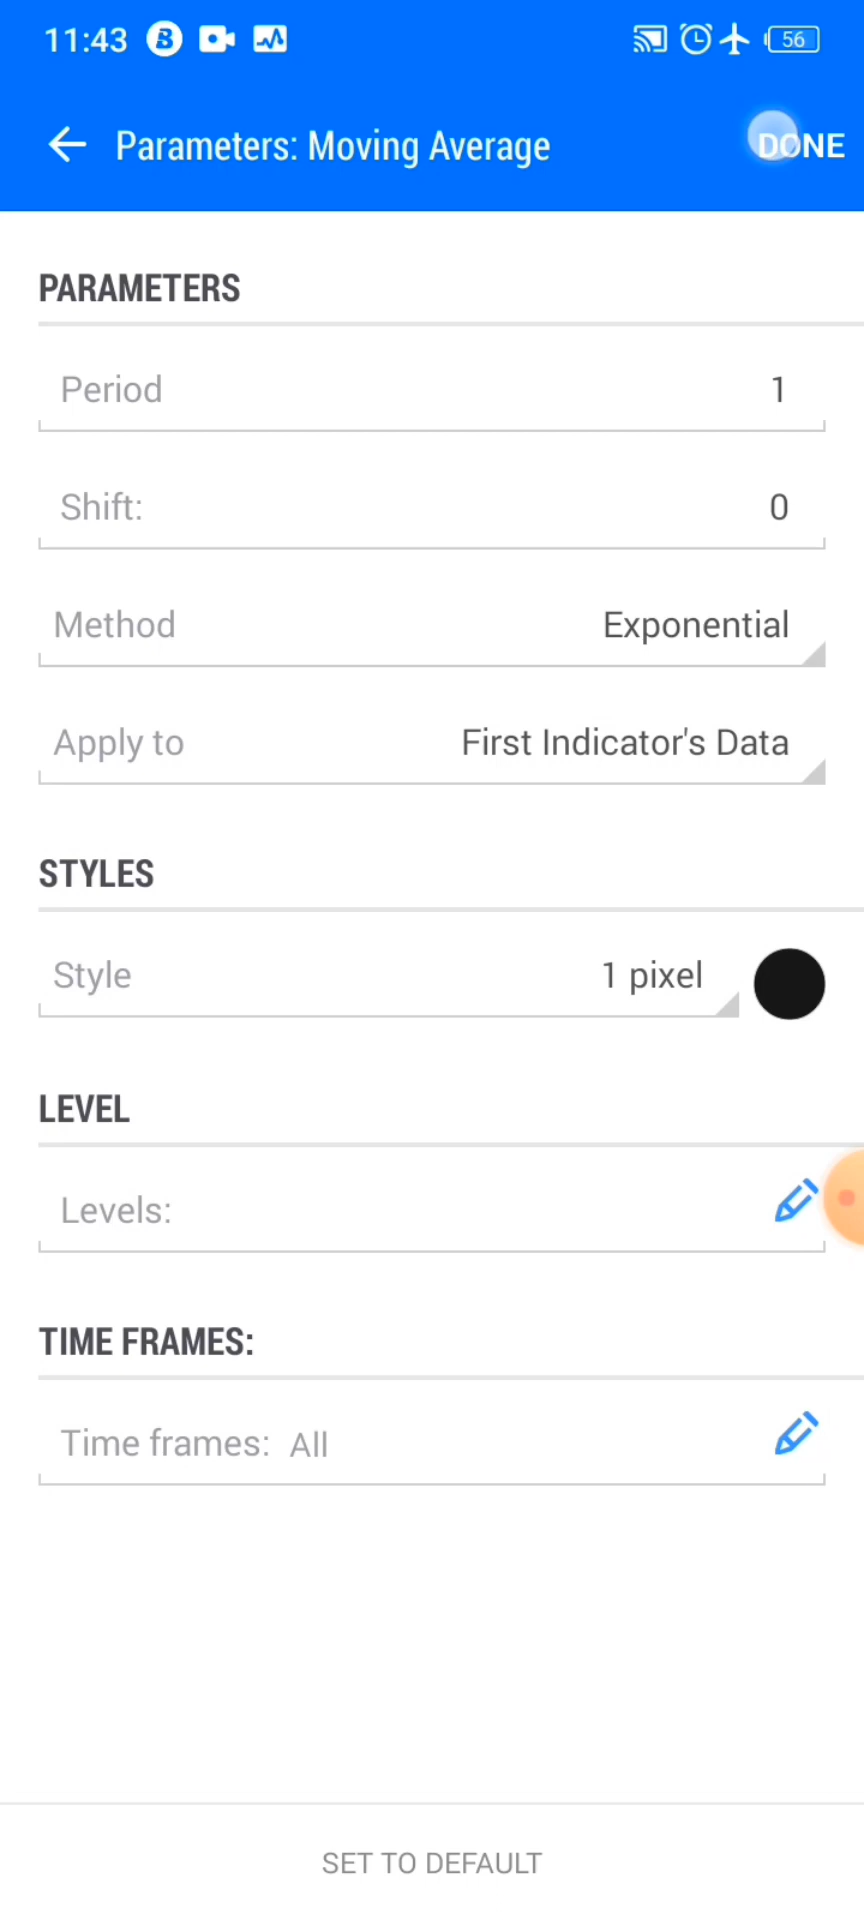 11:43
56
Parameters: Moving Average
DONE
PARAMETERS
Period 1
Shift: 0
Method Exponential
Apply to First Indicator's Data
STYLES
Style 1 pixel
LEVEL
Levels:
TIME FRAMES:
Time frames: All
SET TO DEFAULT